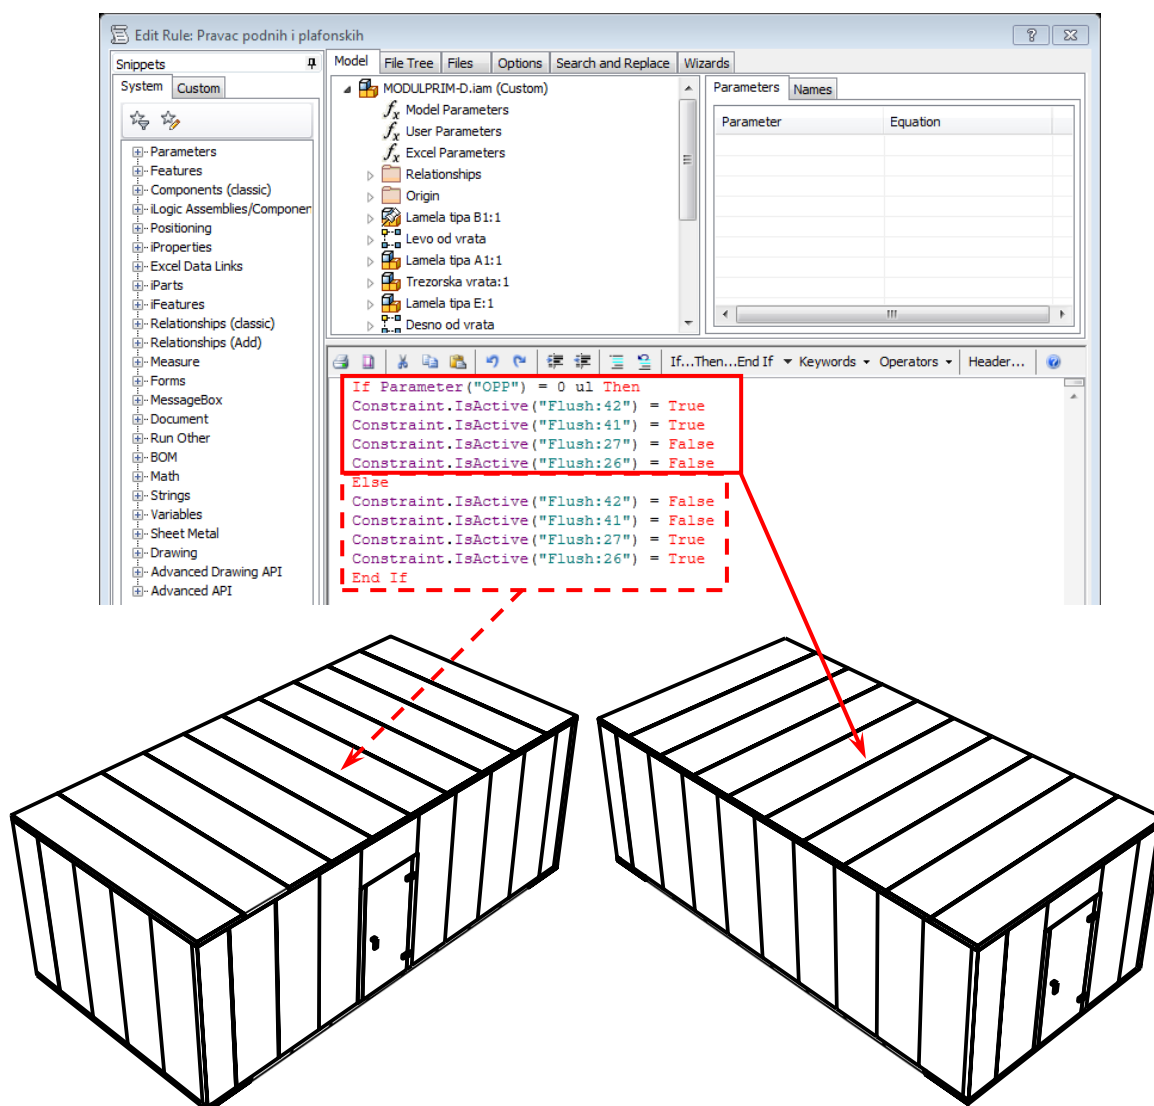 Edit Rule: Pravac podnih i plafonskih
Snippets
System Custom
Parameters
Features
Components (classic)
iLogic Assemblies/Componen
Positioning
iProperties
Excel Data Links
iParts
iFeatures
Relationships (classic)
Relationships (Add)
Measure
Forms
MessageBox
Document
Run Other
BOM
Math
Strings
Variables
Sheet Metal
Drawing
Advanced Drawing API
Advanced API
Model File Tree Files Options Search and Replace Wizards
MODULPRIM-D.iam (Custom)
fx Model Parameters
fx User Parameters
fx Excel Parameters
Relationships
Origin
Lamela tipa B1:1
Levo od vrata
Lamela tipa A1:1
Trezorska vrata:1
Lamela tipa E:1
Desno od vrata
Parameters Names
Parameter Equation
If...Then...End If Keywords Operators Header...
If Parameter("OPP") = 0 ul Then
Constraint.IsActive("Flush:42") = True
Constraint.IsActive("Flush:41") = True
Constraint.IsActive("Flush:27") = False
Constraint.IsActive("Flush:26") = False
Else
Constraint.IsActive("Flush:42") = False
Constraint.IsActive("Flush:41") = False
Constraint.IsActive("Flush:27") = True
Constraint.IsActive("Flush:26") = True
End If